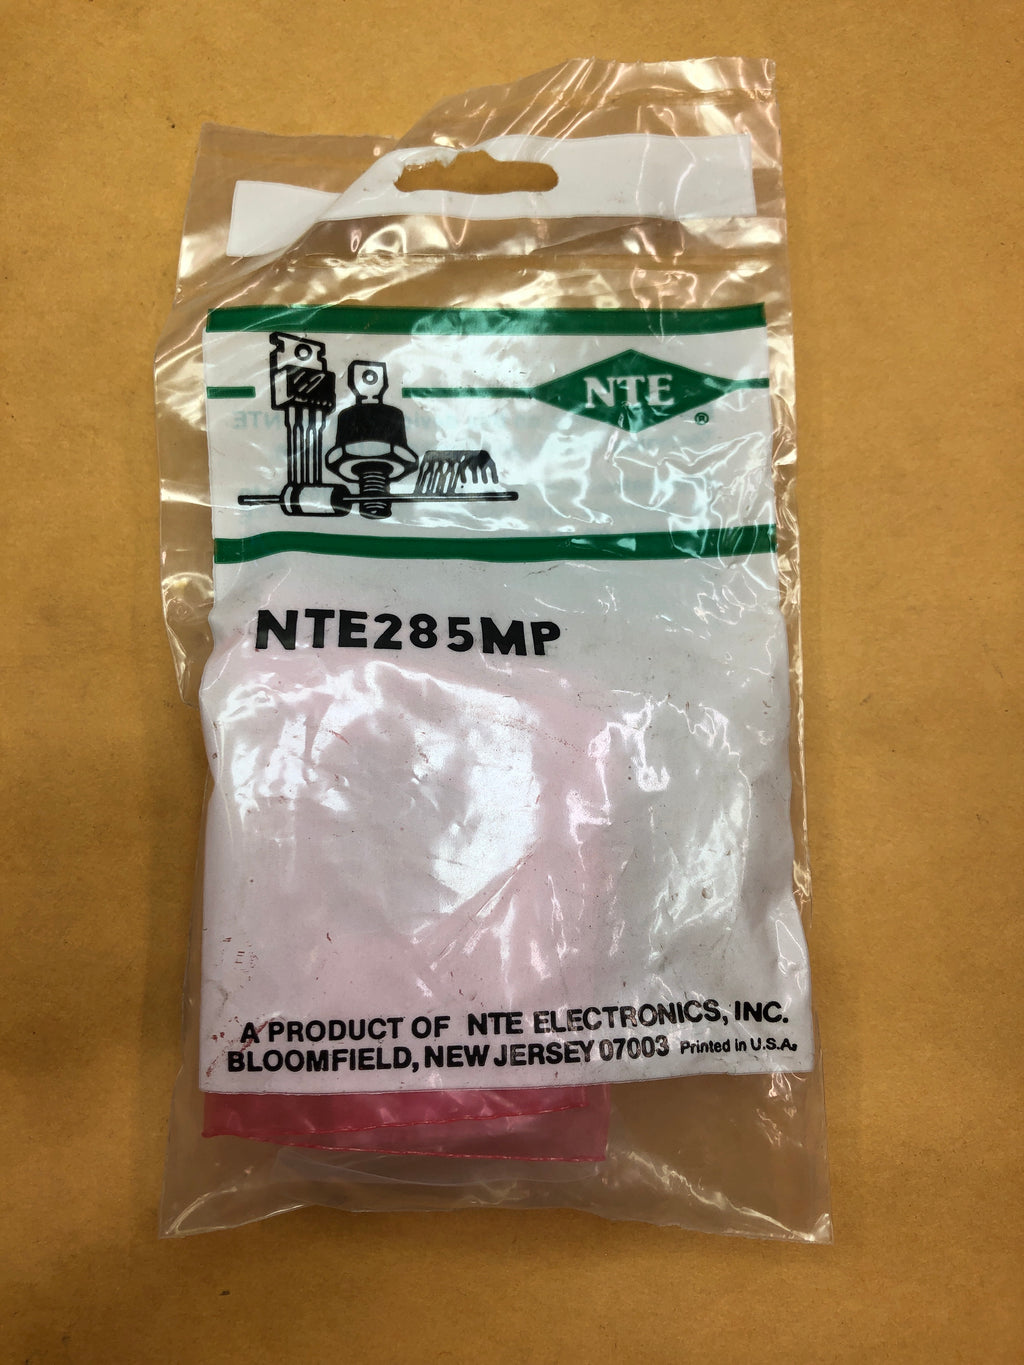 NTE
®
NTE285MP
A PRODUCT OF NTE ELECTRONICS, INC.
BLOOMFIELD, NEW JERSEY 07003 Printed in U.S.A.